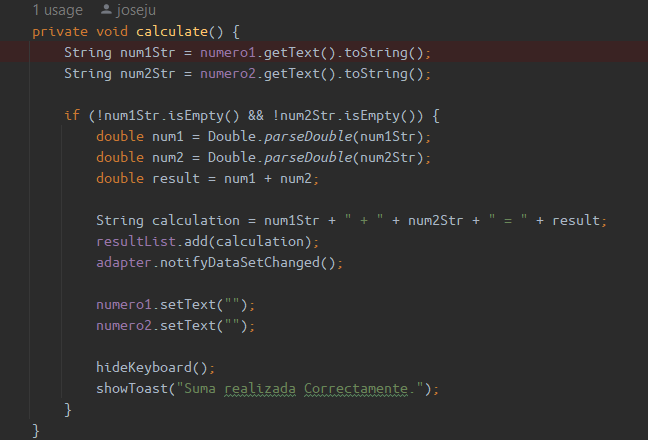 1 usage joseju
private void calculate() {
String num1Str = numero1.getText().toString();
String num2Str = numero2.getText().toString();
if (!num1Str.isEmpty() && !num2Str.isEmpty()) {
double num1 = Double.parseDouble(num1Str);
double num2 = Double.parseDouble(num2Str);
double result = num1 + num2;
String calculation = num1Str + " + " + num2Str + " = " + result;
resultList.add(calculation);
adapter.notifyDataSetChanged();
numero1.setText("");
numero2.setText("");
hideKeyboard();
showToast("Suma realizada Correctamente.");
}
}